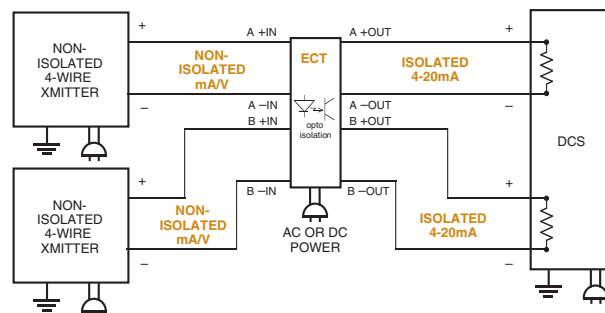 +
A +IN
A +OUT
+
NON-
ISOLATED
4-WIRE
XMITTER
NON-
ISOLATED
mA/V
ECT
ISOLATED
4-20mA
–
A –IN
B +IN
opto
isolation
A –OUT
B +OUT
–
DCS
+
NON-
ISOLATED
4-WIRE
XMITTER
NON-
ISOLATED
mA/V
B –IN
B –OUT
+
AC OR DC
POWER
ISOLATED
4-20mA
–
–